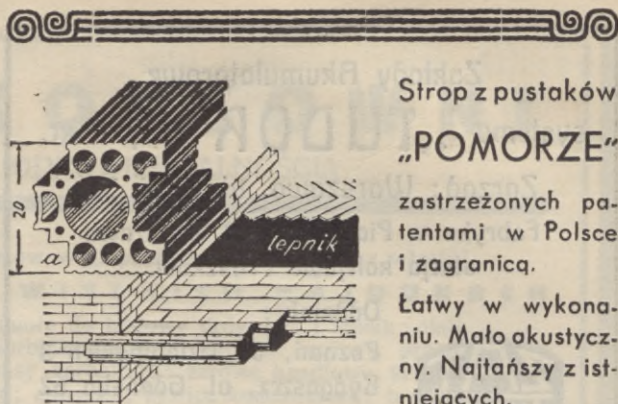 Strop z pustaków
„POMORZE“
zastrzeżonych pa-
tentami w Polsce
i zagranicą.
Łatwy w wykona-
niu. Mało akustycz-
ny. Najtańszy z ist-
niejących.
20
a
lepnik